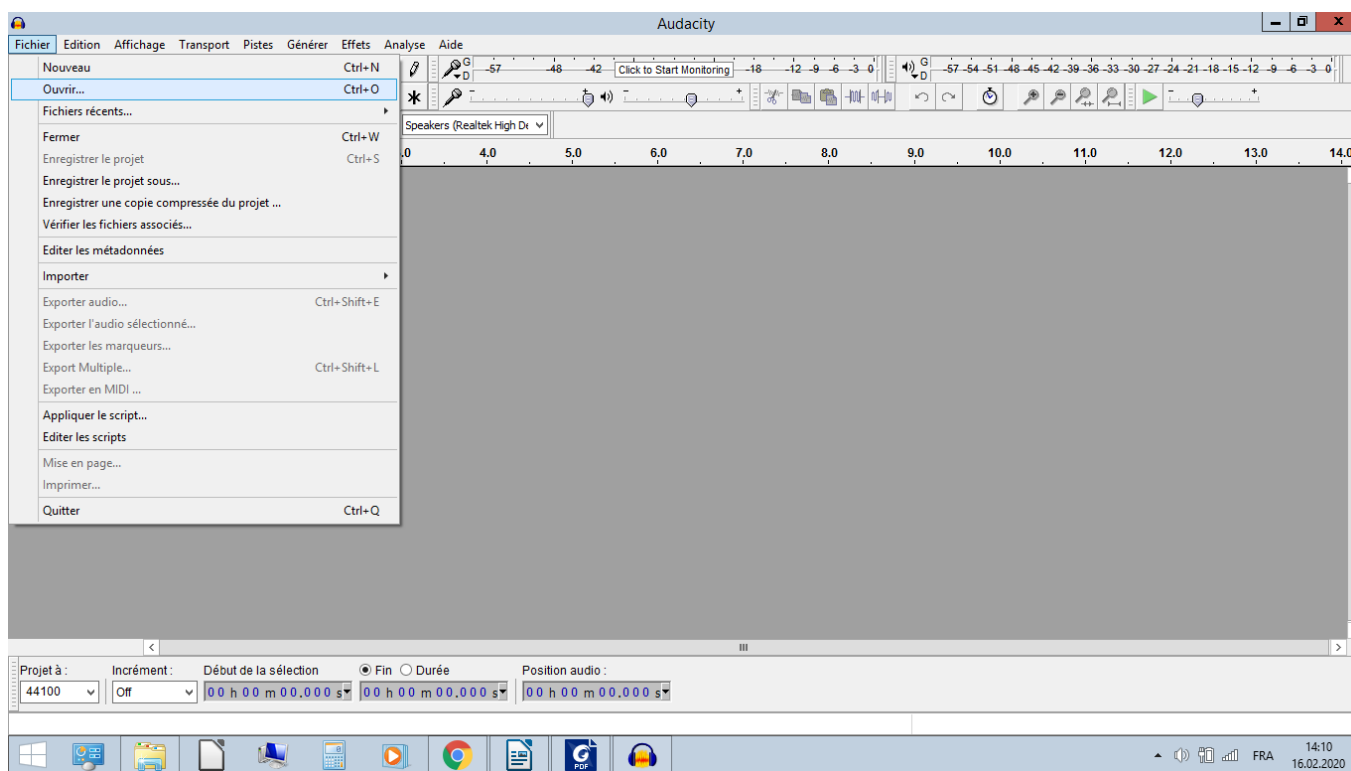 Audacity
Fichier Edition Affichage Transport Pistes Générer Effets Analyse Aide
Nouveau Ctrl+N
Ouvrir... Ctrl+O
Fichiers récents...
Fermer Ctrl+W
Enregistrer le projet Ctrl+S
Enregistrer le projet sous...
Enregistrer une copie compressée du projet ...
Vérifier les fichiers associés...
Editer les métadonnées
Importer
Exporter audio... Ctrl+Shift+E
Exporter l'audio sélectionné...
Exporter les marqueurs...
Export Multiple... Ctrl+Shift+L
Exporter en MIDI ...
Appliquer le script...
Editer les scripts
Mise en page...
Imprimer...
Quitter Ctrl+Q
G D -57 -48 -42 Click to Start Monitoring -18 -12 -9 -6 -3 0
G D -57 -54 -51 -48 -45 -42 -39 -36 -33 -30 -27 -24 -21 -18 -15 -12 -9 -6 -3 0
Speakers (Realtek High De
.0 4.0 5.0 6.0 7.0 8.0 9.0 10.0 11.0 12.0 13.0 14.0
Projet à : Incrément : Début de la sélection Fin Durée Position audio :
44100 Off 00 h 00 m 00.000 s 00 h 00 m 00.000 s 00 h 00 m 00.000 s
G PDF
FRA
14:10
16.02.2020